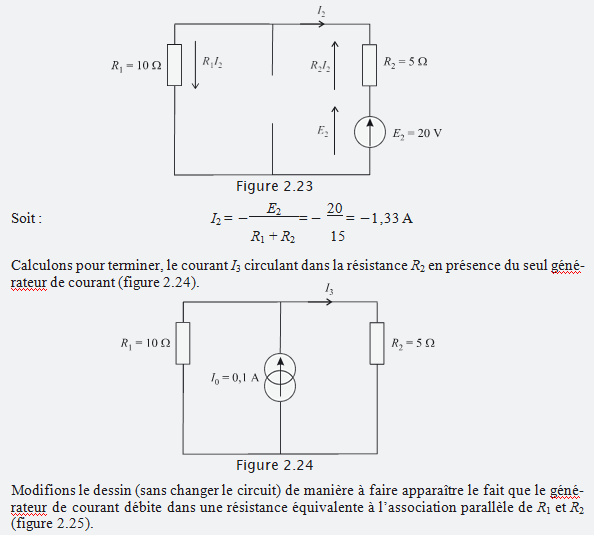 I₂
R₁ = 10 Ω
R₁I₂
R₂I₂
R₂ = 5 Ω
E₂
E₂ = 20 V
Figure 2.23
Soit :
I₂ = − E₂ / R₁ + R₂ = − 20 / 15 = −1,33 A
Calculons pour terminer, le courant I₃ circulant dans la résistance R₂ en présence du seul géné-
rateur de courant (figure 2.24).
I₃
R₁ = 10 Ω
R₂ = 5 Ω
I₀ = 0,1 A
Figure 2.24
Modifions le dessin (sans changer le circuit) de manière à faire apparaître le fait que le géné-
rateur de courant débite dans une résistance équivalente à l’association parallèle de R₁ et R₂
(figure 2.25).